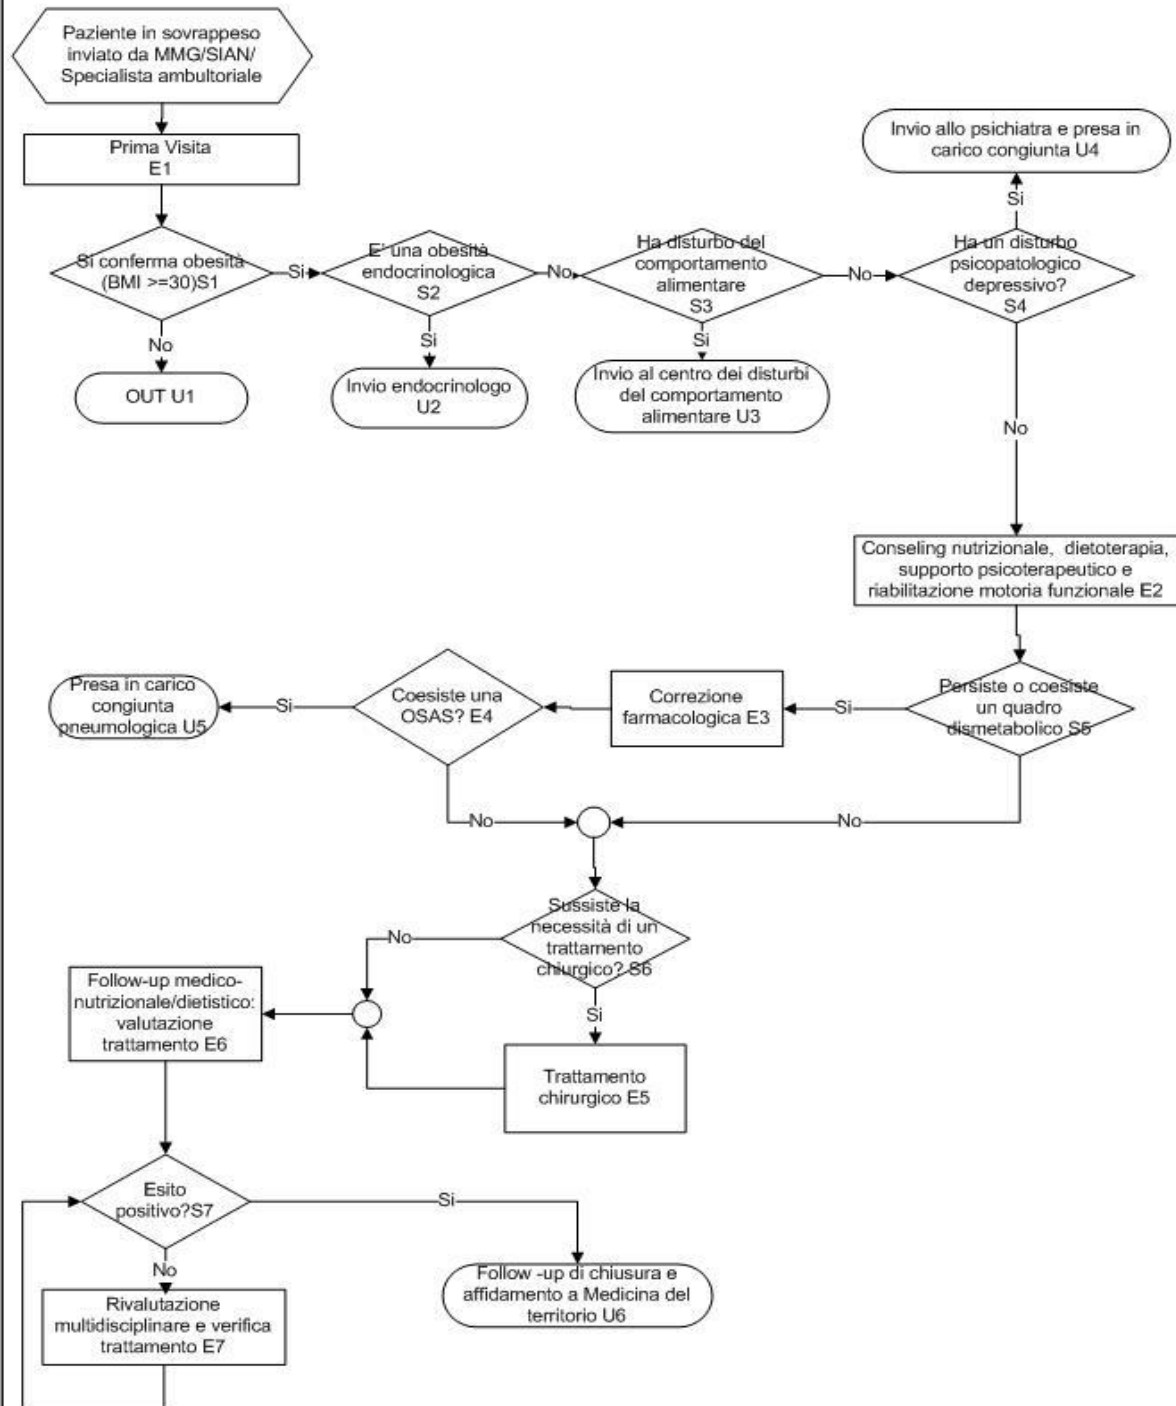 Paziente in sovrappeso
inviato da MMG/SIAN/
Specialista ambultoriale
Prima Visita
E1
Si conferma obesità
(BMI >=30)S1
Si
No
OUT U1
E' una obesità
endocrinologica
S2
No
Si
Invio endocrinologo
U2
Ha disturbo del
comportamento
alimentare
S3
No
Si
Invio al centro dei disturbi
del comportamento
alimentare U3
Ha un disturbo
psicopatologico
depressivo?
S4
Si
Invio allo psichiatra e presa in
carico congiunta U4
No
Conseling nutrizionale, dietoterapia,
supporto psicoterapeutico e
riabilitazione motoria funzionale E2
Persiste o coesiste
un quadro
dismetabolico S5
Si
Correzione
farmacologica E3
Coesiste una
OSAS? E4
Si
Presa in carico
congiunta
pneumologica U5
No
No
Sussiste la
necessità di un
trattamento
chiurgico? S6
No
Si
Trattamento
chirurgico E5
Follow-up medico-
nutrizionale/dietistico:
valutazione
trattamento E6
Esito
positivo?S7
Si
Follow -up di chiusura e
affidamento a Medicina del
territorio U6
No
Rivalutazione
multidisciplinare e verifica
trattamento E7